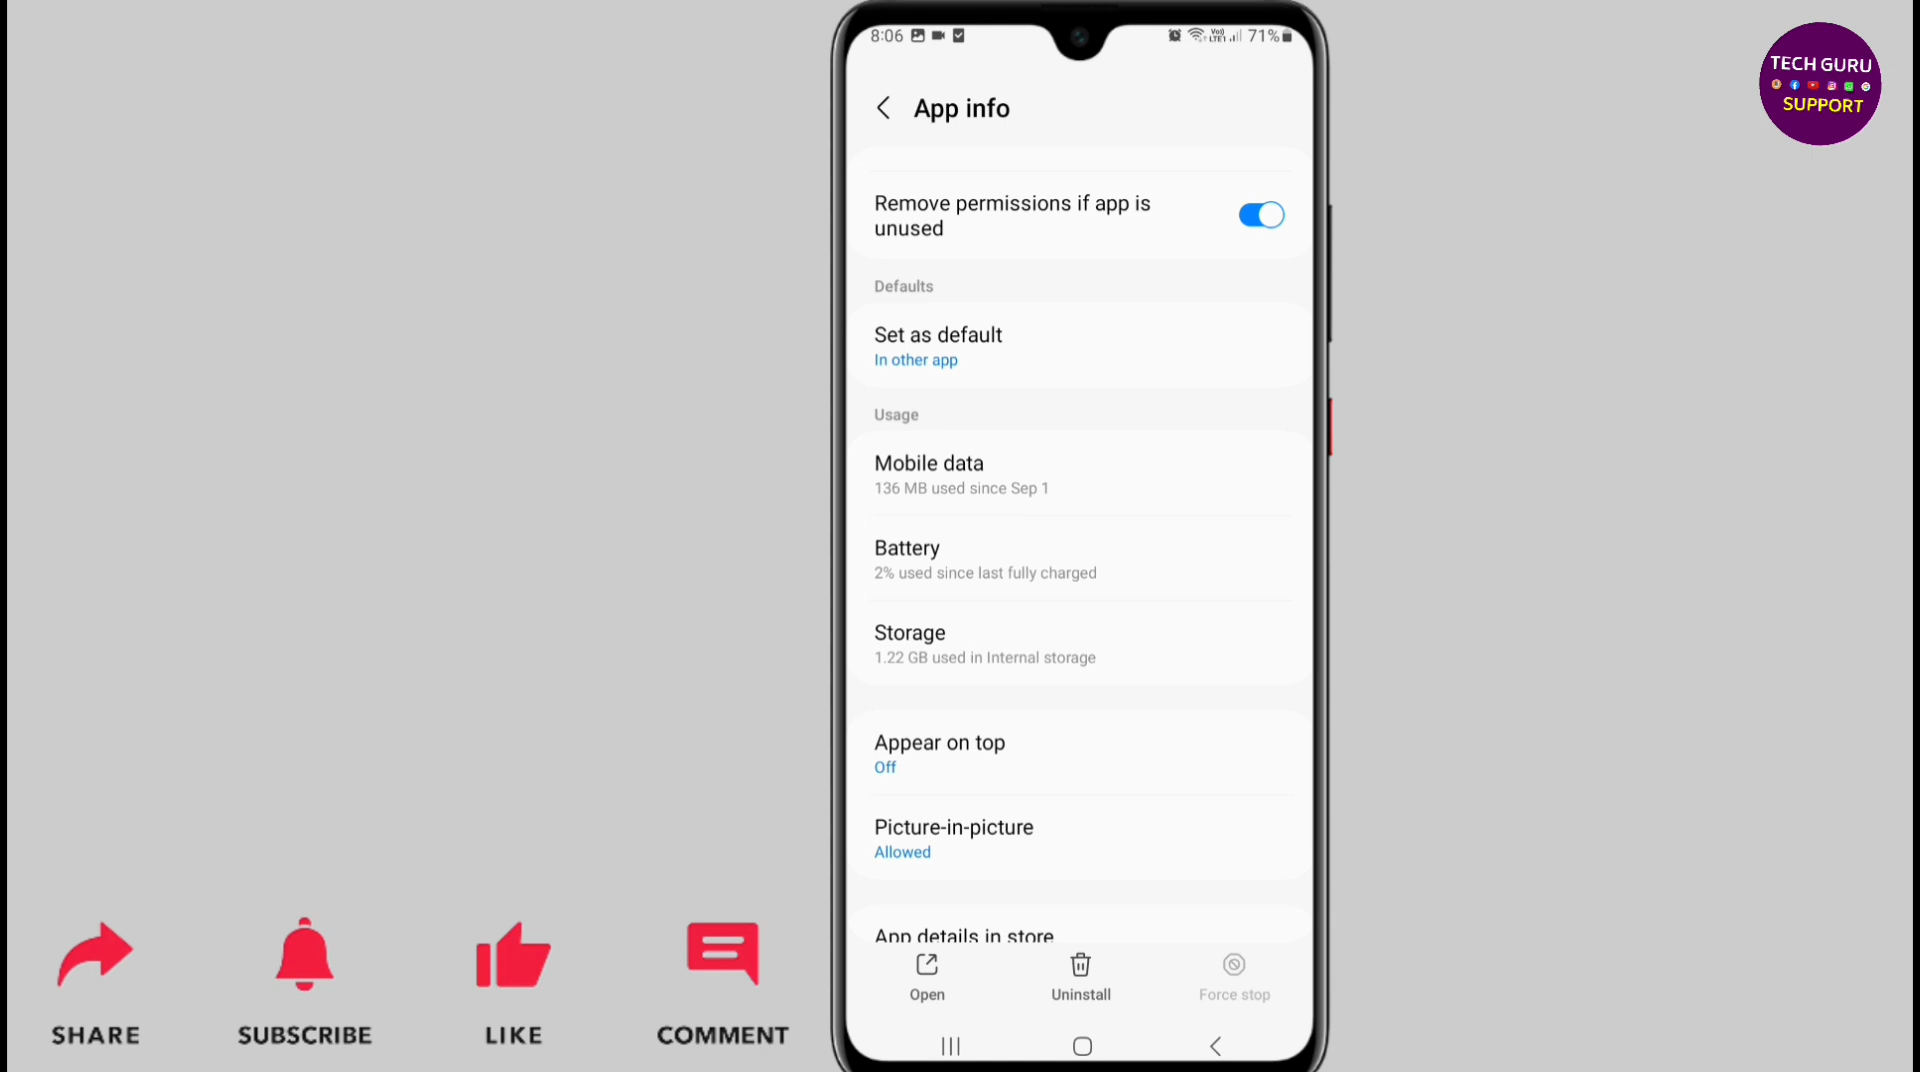 8:06
Vo))
LTE1
71%
TECH GURU
SUPPORT
App info
Remove permissions if app is
unused
Defaults
Set as default
In other app
Usage
Mobile data
136 MB used since Sep 1
Battery
2% used since last fully charged
Storage
1.22 GB used in Internal storage
Appear on top
Off
Picture-in-picture
Allowed
App details in store
Open
Uninstall
Force stop
SHARE
SUBSCRIBE
LIKE
COMMENT